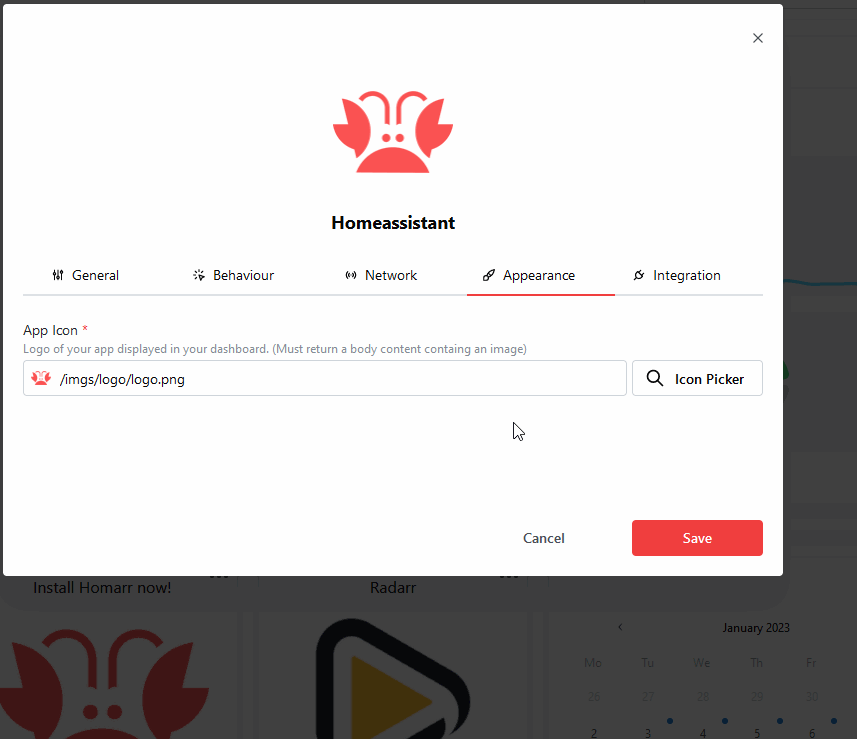 Homeassistant
General
Behaviour
Network
Appearance
Integration
App Icon *
Logo of your app displayed in your dashboard. (Must return a body content containg an image)
/imgs/logo/logo.png
Icon Picker
Cancel
Save
Install Homarr now!
Radarr
January 2023
Mo Tu We Th Fr
26 27 28 29 30
2 3 4 5 6